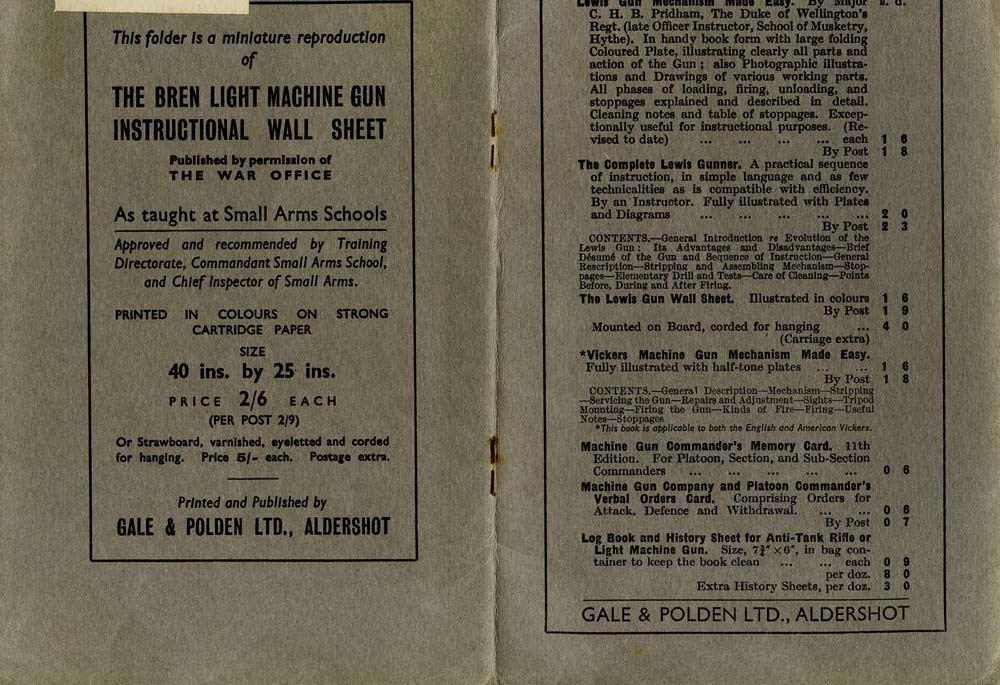 This folder is a miniature reproduction
of
THE BREN LIGHT MACHINE GUN
INSTRUCTIONAL WALL SHEET
Published by permission of
THE WAR OFFICE
As taught at Small Arms Schools
Approved and recommended by Training
Directorate, Commandant Small Arms School,
and Chief Inspector of Small Arms.
PRINTED IN COLOURS ON STRONG
CARTRIDGE PAPER
SIZE
40 ins. by 25 ins.
PRICE 2/6 EACH
(PER POST 2/9)
Or Strawboard, varnished, eyeletted and corded
for hanging. Price 5/- each. Postage extra.
Printed and Published by
GALE & POLDEN LTD., ALDERSHOT
Lewis Gun Mechanism Made Easy. By Major s. d.
C. H. B. Pridham, The Duke of Wellington's
Regt. (late Officer Instructor, School of Musketry,
Hythe). In handy book form with large folding
Coloured Plate, illustrating clearly all parts and
action of the Gun; also Photographic illustra-
tions and Drawings of various working parts.
All phases of loading, firing, unloading, and
stoppages explained and described in detail.
Cleaning notes and table of stoppages. Excep-
tionally useful for instructional purposes. (Re-
vised to date) ... ... ... ... each 1 6
By Post 1 8
The Complete Lewis Gunner. A practical sequence
of instruction, in simple language and as few
technicalities as is compatible with efficiency.
By an Instructor. Fully illustrated with Plates
and Diagrams ... ... ... ... ... 2 0
By Post 2 3
CONTENTS.—General Introduction re Evolution of the
Lewis Gun: Its Advantages and Disadvantages—Brief
Désumé of the Gun and Sequence of Instruction—General
Rescription—Stripping and Assembling Mechanism—Stop-
pages—Elementary Drill and Tests—Care of Cleaning—Points
Before, During and After Firing.
The Lewis Gun Wall Sheet. Illustrated in colours 1 6
By Post 1 9
Mounted on Board, corded for hanging ... 4 0
(Carriage extra)
*Vickers Machine Gun Mechanism Made Easy.
Fully illustrated with half-tone plates ... ... 1 6
By Post 1 8
CONTENTS.—General Description—Mechanism—Stripping
—Servicing the Gun—Repairs and Adjustment—Sights—Tripod
Mounting—Firing the Gun—Kinds of Fire—Firing—Useful
Notes—Stoppages
*This book is applicable to both the English and American Vickers.
Machine Gun Commander's Memory Card. 11th
Edition. For Platoon, Section, and Sub-Section
Commanders ... ... ... ... ... 0 6
Machine Gun Company and Platoon Commander's
Verbal Orders Card. Comprising Orders for
Attack, Defence and Withdrawal. ... ... 0 6
By Post 0 7
Log Book and History Sheet for Anti-Tank Rifle or
Light Machine Gun. Size, 7¾" × 6", in bag con-
tainer to keep the book clean ... ... each 0 9
per doz. 8 0
Extra History Sheets, per doz. 3 0
GALE & POLDEN LTD., ALDERSHOT